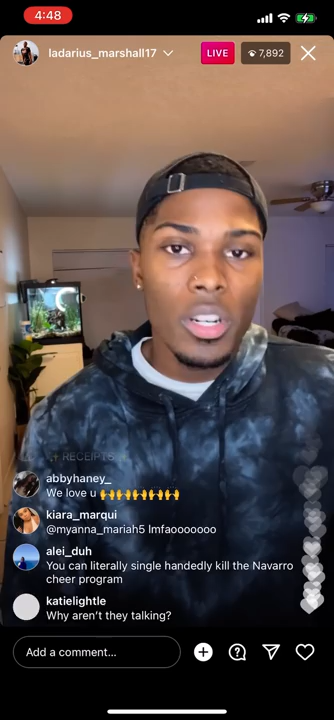 4:48
ladarius_marshall17
LIVE
7,892
RECEIPTS
abbyhaney_
We love u 🙌🙌🙌🙌🙌🙌🙌🙌
kiara_marqui
@myanna_mariah5 lmfaooooooo
alei_duh
You can literally single handedly kill the Navarro
cheer program
katielightle
Why aren’t they talking?
Add a comment...